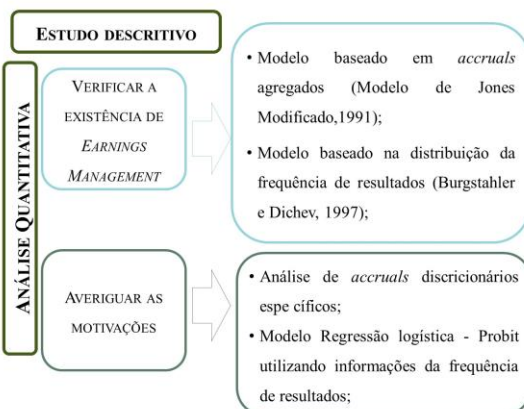 ESTUDO DESCRITIVO
ANÁLISE QUANTITATIVA
VERIFICAR A
EXISTÊNCIA DE
EARNINGS
MANAGEMENT
• Modelo baseado em accruals
agregados (Modelo de Jones
Modificado,1991);
• Modelo baseado na distribuição da
frequência de resultados (Burgstahler
e Dichev, 1997);
AVERIGUAR AS
MOTIVAÇÕES
• Análise de accruals discricionários
espe cíficos;
• Modelo Regressão logística - Probit
utilizando informações da frequência
de resultados;